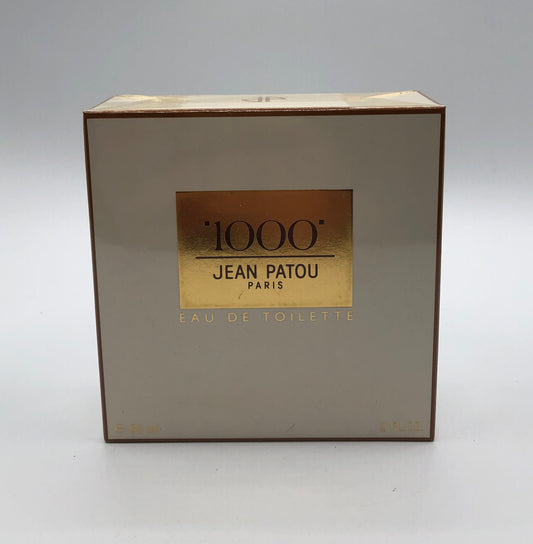 "1000"
JEAN PATOU
PARIS
EAU DE TOILETTE